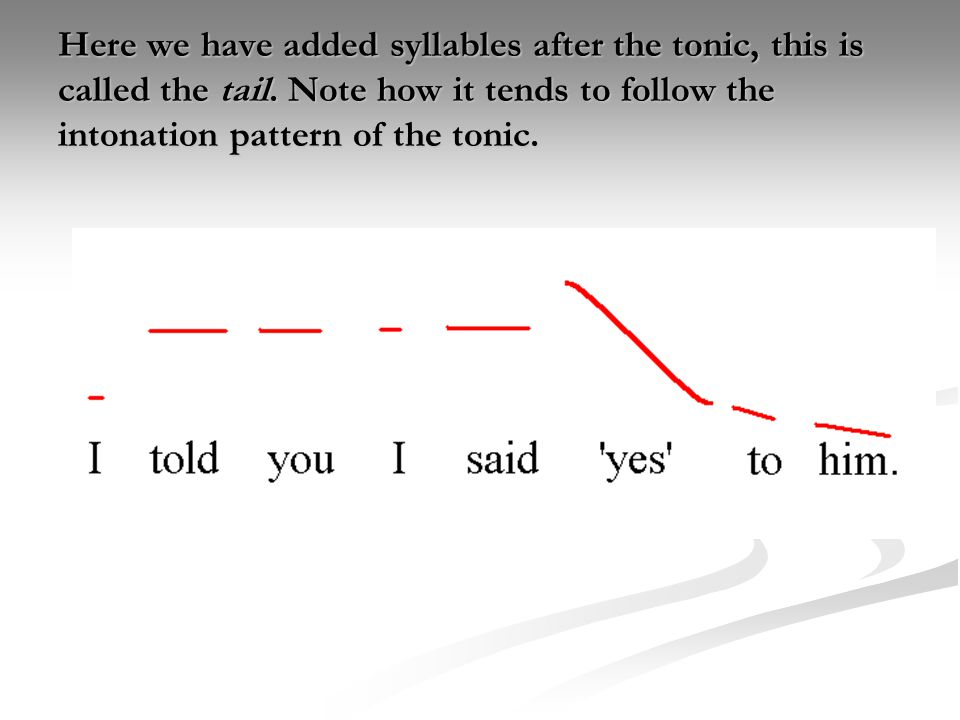 Here we have added syllables after the tonic, this is
called the tail. Note how it tends to follow the
intonation pattern of the tonic.
I told you I said 'yes' to him.